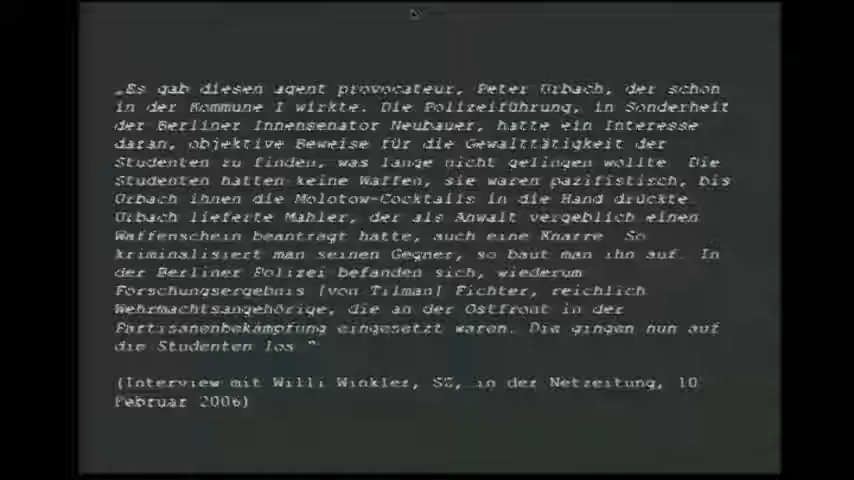 „Es gab diesen agent provocateur, Peter Urbach, der schon
in der Kommune I wirkte. Die Polizeiführung, in Sonderheit
der Berliner Innensenator Neubauer, hatte ein Interesse
daran, objektive Beweise für die Gewalttätigkeit der
Studenten zu finden, was lange nicht gelingen wollte. Die
Studenten hatten keine Waffen, sie waren pazifistisch, bis
Urbach ihnen die Molotow-Cocktails in die Hand drückte.
Urbach lieferte Mahler, der als Anwalt vergeblich einen
Waffenschein beantragt hatte, auch eine Knarre. So
kriminalisiert man seinen Gegner, so baut man ihn auf. In
der Berliner Polizei befanden sich, wiederum
Forschungsergebnis [von Tilman] Fichter, reichlich
Wehrmachtsangehörige, die an der Ostfront in der
Partisanenbekämpfung eingesetzt waren. Die gingen nun auf
die Studenten los."
(Interview mit Willi Winkler, SZ, in der Netzeitung, 10.
Februar 2006)